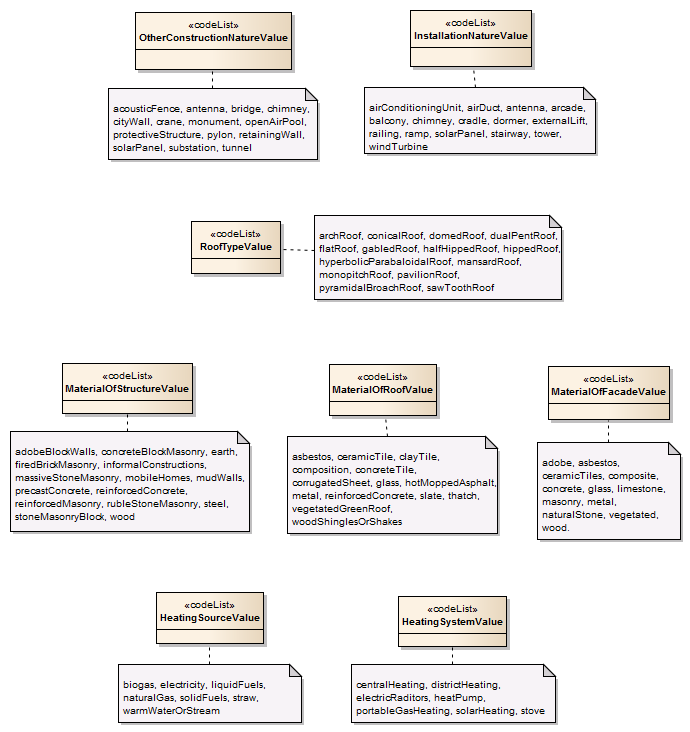 «codeList»
OtherConstructionNatureValue
acousticFence, antenna, bridge, chimney,
cityWall, crane, monument, openAirPool,
protectiveStructure, pylon, retainingWall,
solarPanel, substation, tunnel
«codeList»
InstallationNatureValue
airConditioningUnit, airDuct, antenna, arcade,
balcony, chimney, cradle, dormer, externalLift,
railing, ramp, solarPanel, stairway, tower,
windTurbine
«codeList»
RoofTypeValue
archRoof, conicalRoof, domedRoof, dualPentRoof,
flatRoof, gabledRoof, halfHippedRoof, hippedRoof,
hyperbolicParabaloidalRoof, mansardRoof,
monopitchRoof, pavilionRoof,
pyramidalBroachRoof, sawToothRoof
«codeList»
MaterialOfStructureValue
adobeBlockWalls, concreteBlockMasonry, earth,
firedBrickMasonry, informalConstructions,
massiveStoneMasonry, mobileHomes, mudWalls,
precastConcrete, reinforcedConcrete,
reinforcedMasonry, rubleStoneMasonry, steel,
stoneMasonryBlock, wood
«codeList»
MaterialOfRoofValue
asbestos, ceramicTile, clayTile,
composition, concreteTile,
corrugatedSheet, glass, hotMoppedAsphalt,
metal, reinforcedConcrete, slate, thatch,
vegetatedGreenRoof,
woodShinglesOrShakes
«codeList»
MaterialOfFacadeValue
adobe, asbestos,
ceramicTiles, composite,
concrete, glass, limestone,
masonry, metal,
naturalStone, vegetated,
wood.
«codeList»
HeatingSourceValue
biogas, electricity, liquidFuels,
naturalGas, solidFuels, straw,
warmWaterOrStream
«codeList»
HeatingSystemValue
centralHeating, districtHeating,
electricRaditors, heatPump,
portableGasHeating, solarHeating, stove